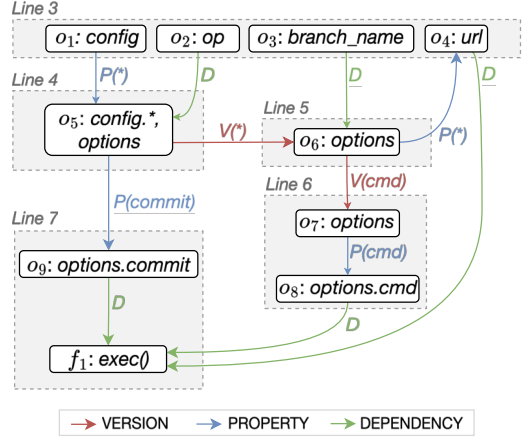 Line 3
o₁: config
o₂: op
o₃: branch_name
o₄: url
P(*)
D
D
D
Line 4
o₅: config.*,
options
V(*)
Line 5
o₆: options
P(*)
P(commit)
V(cmd)
Line 6
o₇: options
P(cmd)
o₈: options.cmd
Line 7
o₉: options.commit
D
D
f₁: exec()
VERSION
PROPERTY
DEPENDENCY